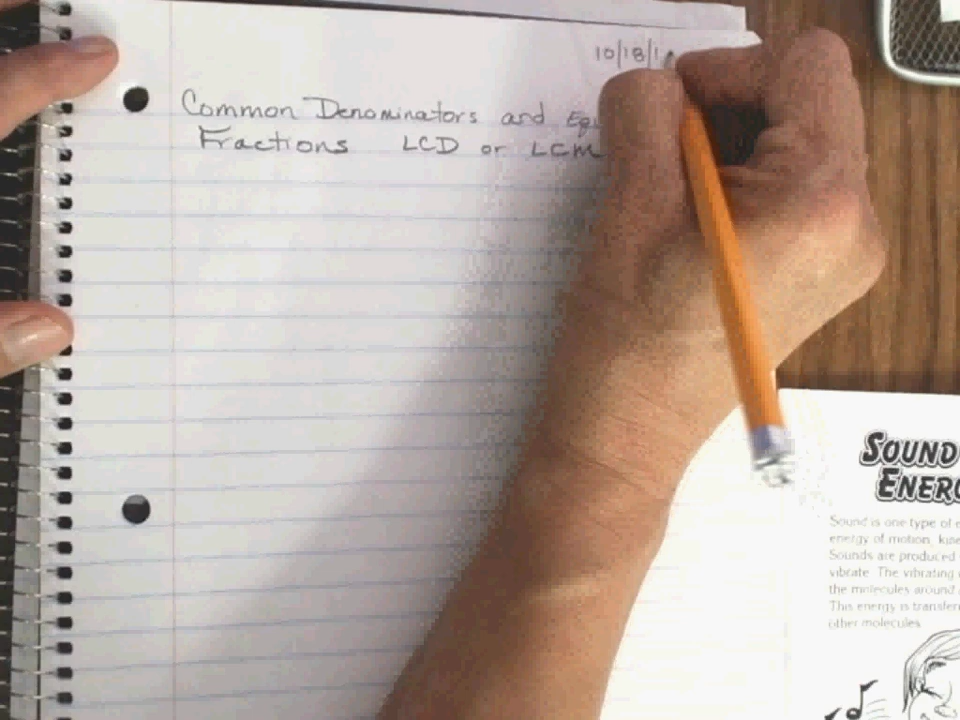 10/18/1
Common Denominators and Equ
Fractions LCD or LCM
SOUND
ENERG
Sound is one type of e
energy of motion, kine
Sounds are produced
vibrate. The vibrating
the molecules around
This energy is transfer
other molecules.